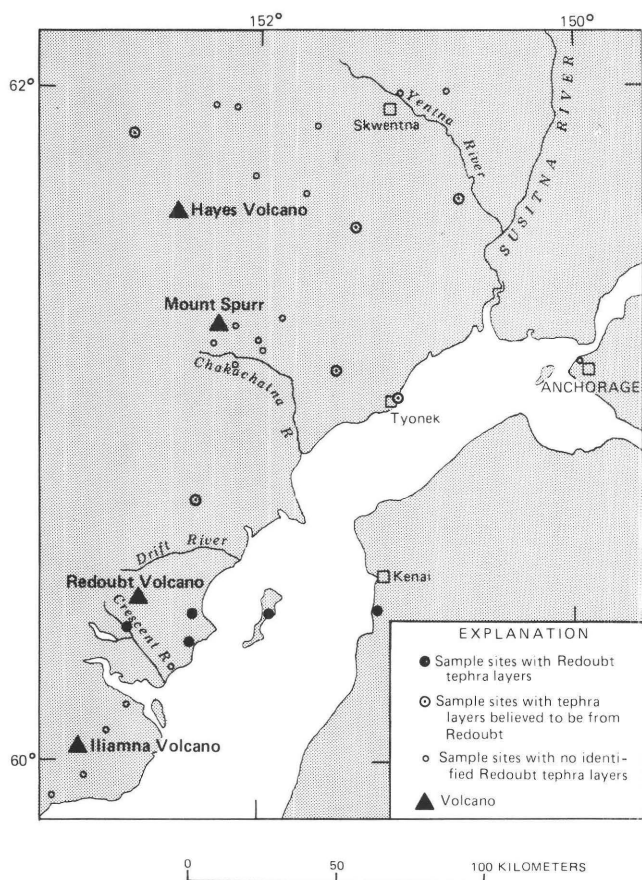 152°
150°
62°
Yentna
River
Skwentna
SUSITNA RIVER
Hayes Volcano
Mount Spurr
Chakachatna R
ANCHORAGE
Tyonek
Drift River
Redoubt Volcano
Kenai
Crescent R
60°
Iliamna Volcano
EXPLANATION
Sample sites with Redoubt
tephra layers
Sample sites with tephra
layers believed to be from
Redoubt
Sample sites with no identi-
fied Redoubt tephra layers
Volcano
0 50 100 KILOMETERS